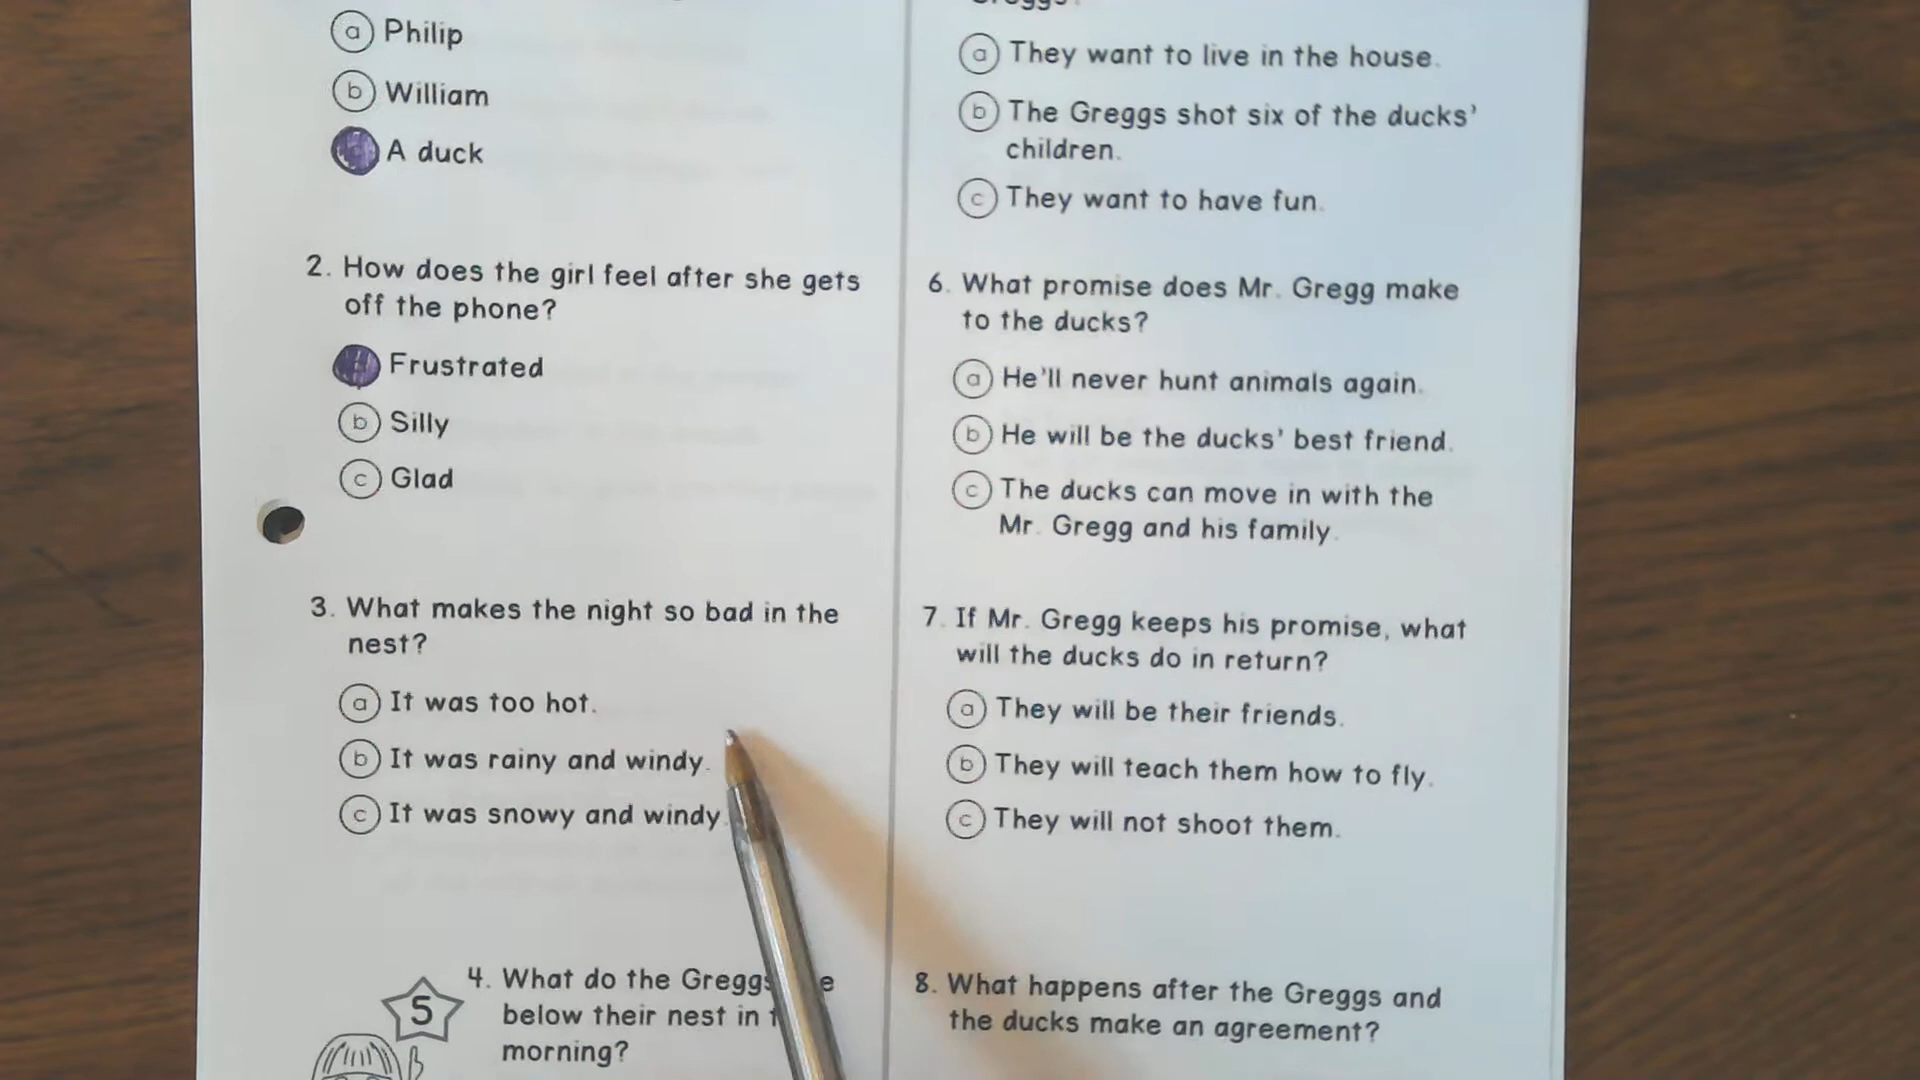 a Philip
b William
A duck
2. How does the girl feel after she gets
off the phone?
Frustrated
b Silly
c Glad
3. What makes the night so bad in the
nest?
a It was too hot.
b It was rainy and windy.
c It was snowy and windy.
5
4. What do the Greggs
below their nest in
morning?
a They want to live in the house.
b The Greggs shot six of the ducks'
children.
c They want to have fun.
6. What promise does Mr. Gregg make
to the ducks?
a He'll never hunt animals again.
b He will be the ducks' best friend.
c The ducks can move in with the
Mr. Gregg and his family.
7. If Mr. Gregg keeps his promise, what
will the ducks do in return?
a They will be their friends.
b They will teach them how to fly.
c They will not shoot them.
8. What happens after the Greggs and
the ducks make an agreement?